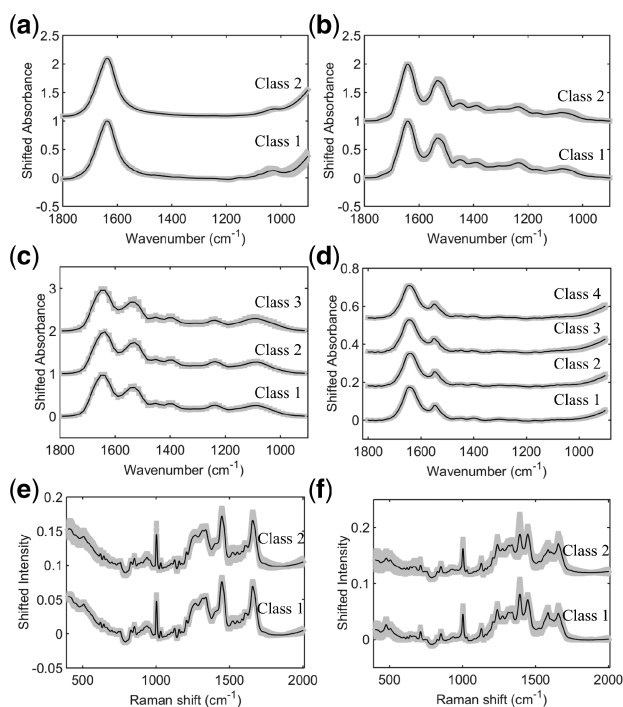 (a)
2.5
2
1.5
1
0.5
0
-0.5
Shifted Absorbance
Class 2
Class 1
1800 1600 1400 1200 1000
Wavenumber (cm-1)
(b)
2.5
2
1.5
1
0.5
0
-0.5
Shifted Absorbance
Class 2
Class 1
1800 1600 1400 1200 1000
Wavenumber (cm-1)
(c)
3
2
1
0
Shifted Absorbance
Class 3
Class 2
Class 1
1800 1600 1400 1200 1000
Wavenumber (cm-1)
(d)
0.8
0.6
0.4
0.2
0
Shifted Absorbance
Class 4
Class 3
Class 2
Class 1
1800 1600 1400 1200 1000
Wavenumber (cm-1)
(e)
0.2
0.15
0.1
0.05
0
-0.05
Shifted Intensity
Class 2
Class 1
500 1000 1500 2000
Raman shift (cm-1)
(f)
0.2
0.1
0
Shifted Intensity
Class 2
Class 1
500 1000 1500 2000
Raman shift (cm-1)